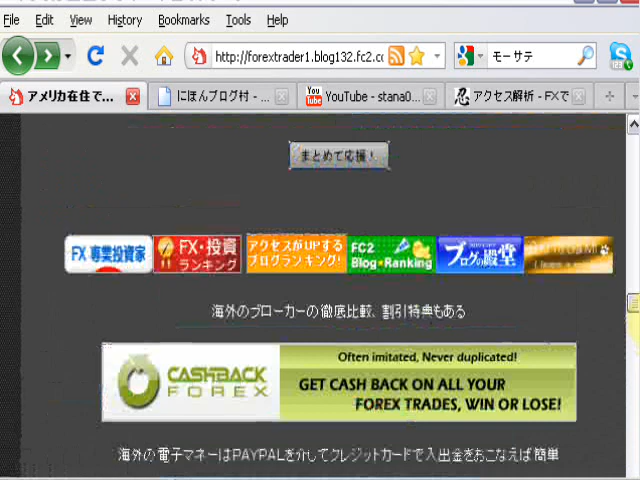 File Edit View History Bookmarks Tools Help
http://forextrader1.blog132.fc2.cc モーサテ
アメリカ在住で... にほんブログ村 - ... YouTube - stana0... アクセス解析 - FXで
まとめて応援！
FX 専業投資家 FX・投資 ランキング アクセスがUPする ブログランキング! FC2 Blog★Ranking ブログの殿堂
海外のブローカーの徹底比較、割引特典もある
CASHBACK FOREX
Often imitated, Never duplicated!
GET CASH BACK ON ALL YOUR
FOREX TRADES, WIN OR LOSE!
海外の電子マネーはPAYPALを介してクレジットカードで入出金をおこなえば簡単